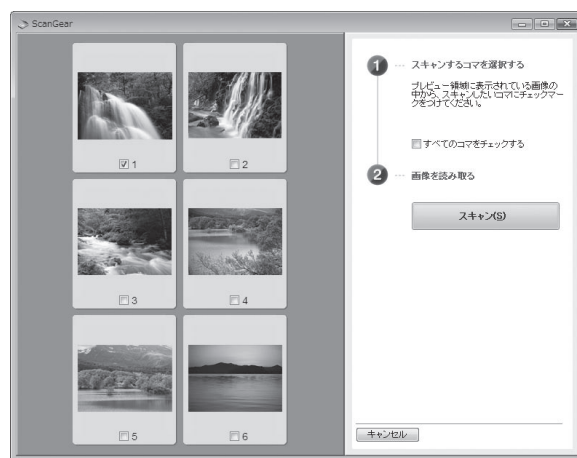 ScanGear
1
2
3
4
5
6
1 スキャンするコマを選択する
プレビュー領域に表示されている画像の
中から、スキャンしたいコマにチェックマー
クをつけてください。
すべてのコマをチェックする
2 画像を読み取る
スキャン(S)
キャンセル